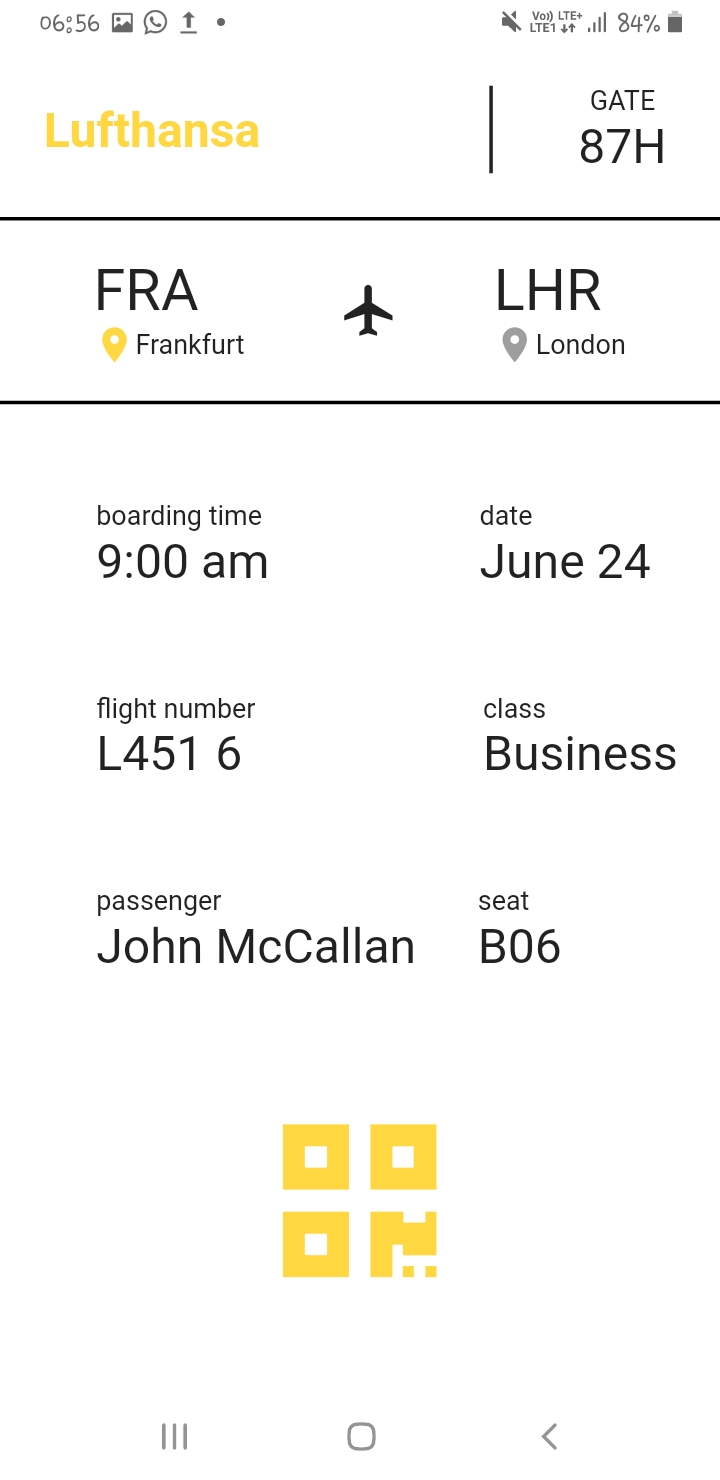 06:56
Vo)) LTE+
LTE1
84%
Lufthansa
GATE
87H
FRA
Frankfurt
LHR
London
boarding time
9:00 am
date
June 24
flight number
L451 6
class
Business
passenger
John McCallan
seat
B06